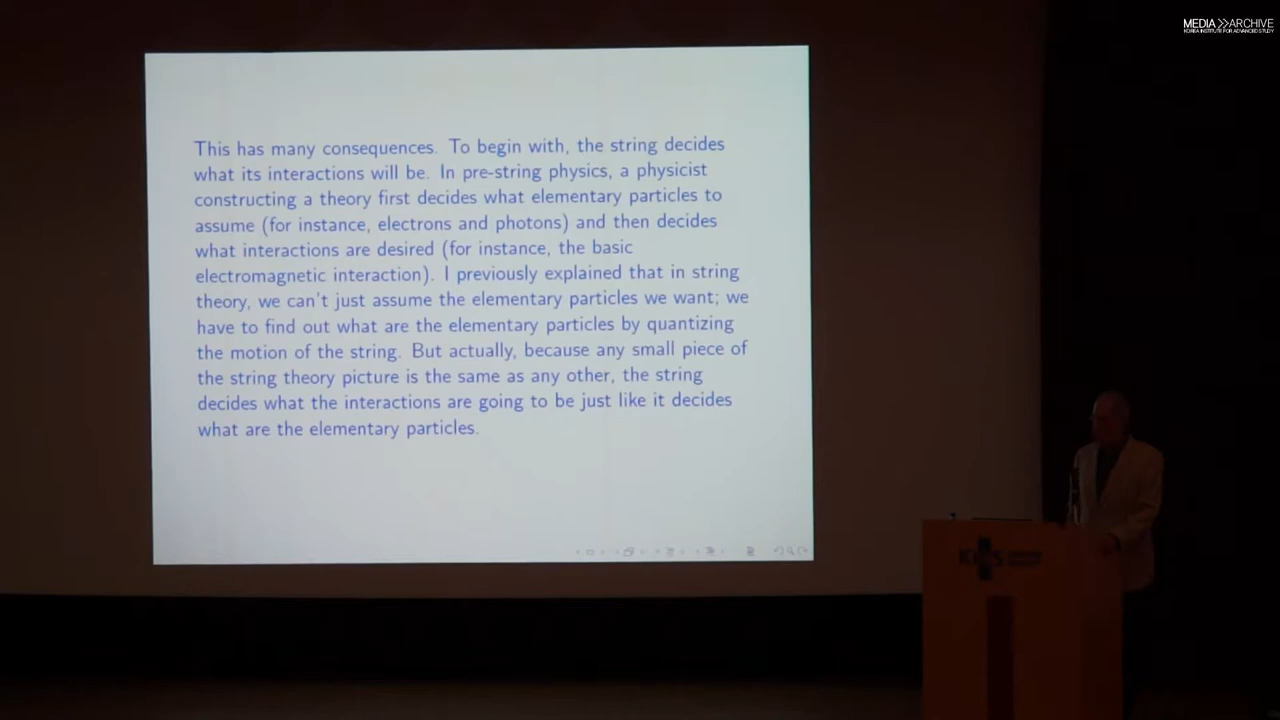 MEDIA ARCHIVE
KOREA INSTITUTE FOR ADVANCED STUDY
This has many consequences. To begin with, the string decides
what its interactions will be. In pre-string physics, a physicist
constructing a theory first decides what elementary particles to
assume (for instance, electrons and photons) and then decides
what interactions are desired (for instance, the basic
electromagnetic interaction). I previously explained that in string
theory, we can't just assume the elementary particles we want; we
have to find out what are the elementary particles by quantizing
the motion of the string. But actually, because any small piece of
the string theory picture is the same as any other, the string
decides what the interactions are going to be just like it decides
what are the elementary particles.